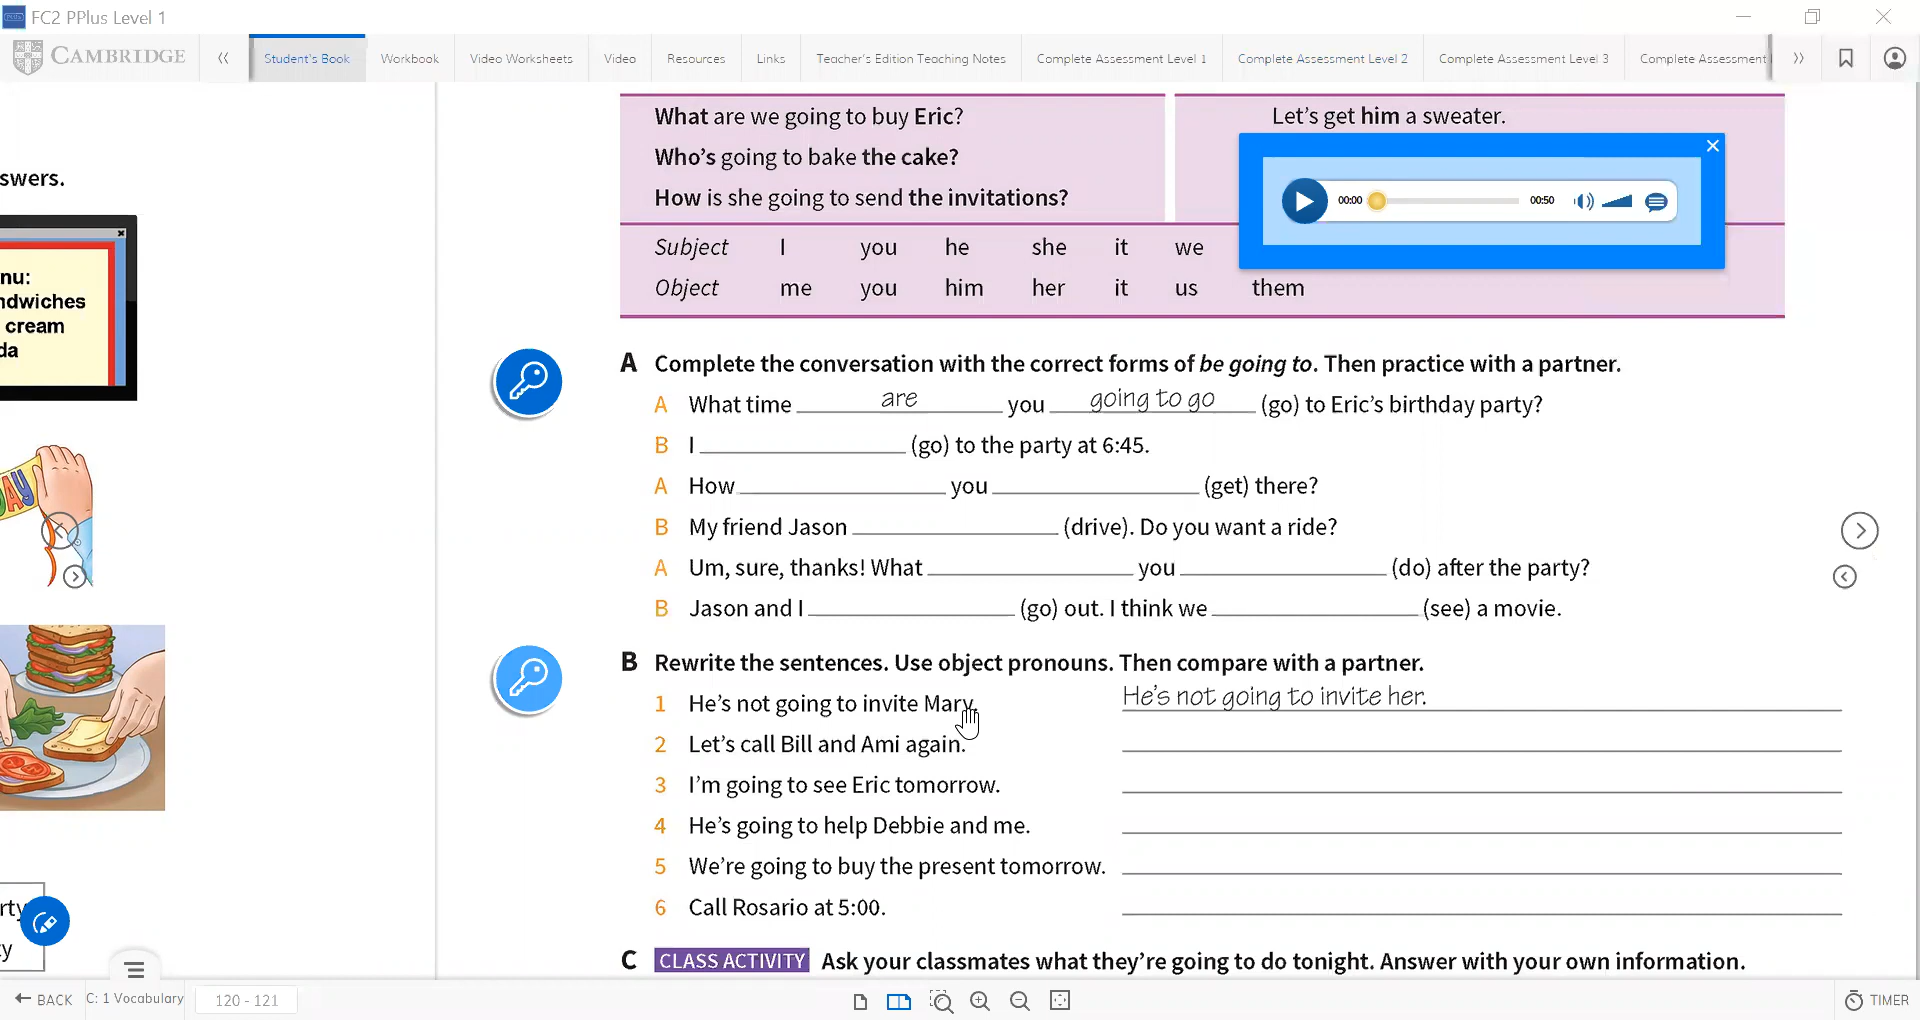 FC2 PPlus Level 1
CAMBRIDGE
Student's Book Workbook Video Worksheets Video Resources Links Teacher's Edition Teaching Notes Complete Assessment Level 1 Complete Assessment Level 2 Complete Assessment Level 3 Complete Assessment
What are we going to buy Eric? Let's get him a sweater.
Who's going to bake the cake?
How is she going to send the invitations?
00:00 00:50
Subject I you he she it we
Object me you him her it us them
swers.
nu:
ndwiches
cream
da
DAY
A Complete the conversation with the correct forms of be going to. Then practice with a partner.
A What time are you going to go (go) to Eric's birthday party?
B I (go) to the party at 6:45.
A How you (get) there?
B My friend Jason (drive). Do you want a ride?
A Um, sure, thanks! What you (do) after the party?
B Jason and I (go) out. I think we (see) a movie.
B Rewrite the sentences. Use object pronouns. Then compare with a partner.
1 He's not going to invite Mary. He's not going to invite her.
2 Let's call Bill and Ami again.
3 I'm going to see Eric tomorrow.
4 He's going to help Debbie and me.
5 We're going to buy the present tomorrow.
6 Call Rosario at 5:00.
rty
cy
C CLASS ACTIVITY Ask your classmates what they're going to do tonight. Answer with your own information.
BACK C: 1 Vocabulary 120 - 121 TIMER